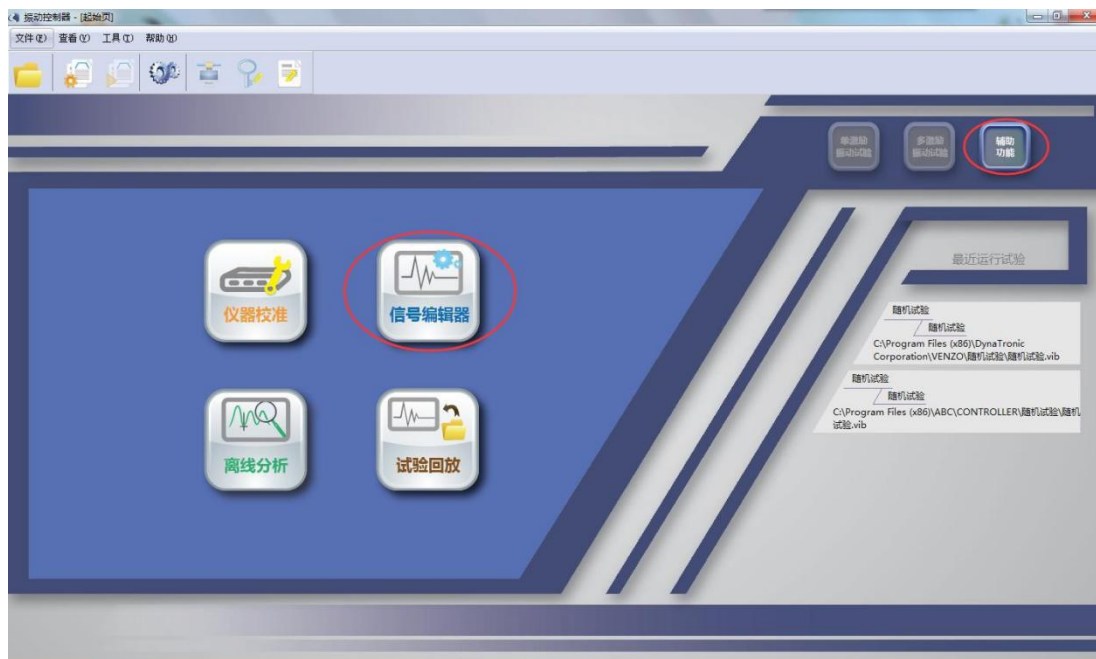 振动控制器 - [起始页]
文件(F) 查看(V) 工具(T) 帮助(H)
单激励
振动试验
多激励
振动试验
辅助
功能
仪器校准
信号编辑器
离线分析
试验回放
最近运行试验
随机试验
随机试验
C:\Program Files (x86)\DynaTronic
Corporation\VENZO\随机试验\随机试验.vib
随机试验
随机试验
C:\Program Files (x86)\ABC\CONTROLLER\随机试验\随机
试验.vib